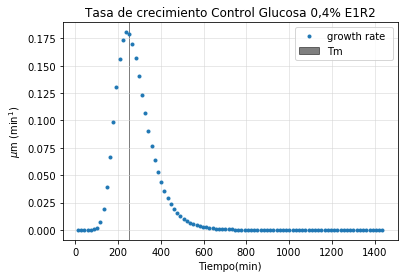 Tasa de crecimiento Control Glucosa 0,4% E1R2
growth rate
Tm
0.175
0.150
0.125
0.100
0.075
0.050
0.025
0.000
μm (min¹)
0 200 400 600 800 1000 1200 1400
Tiempo(min)